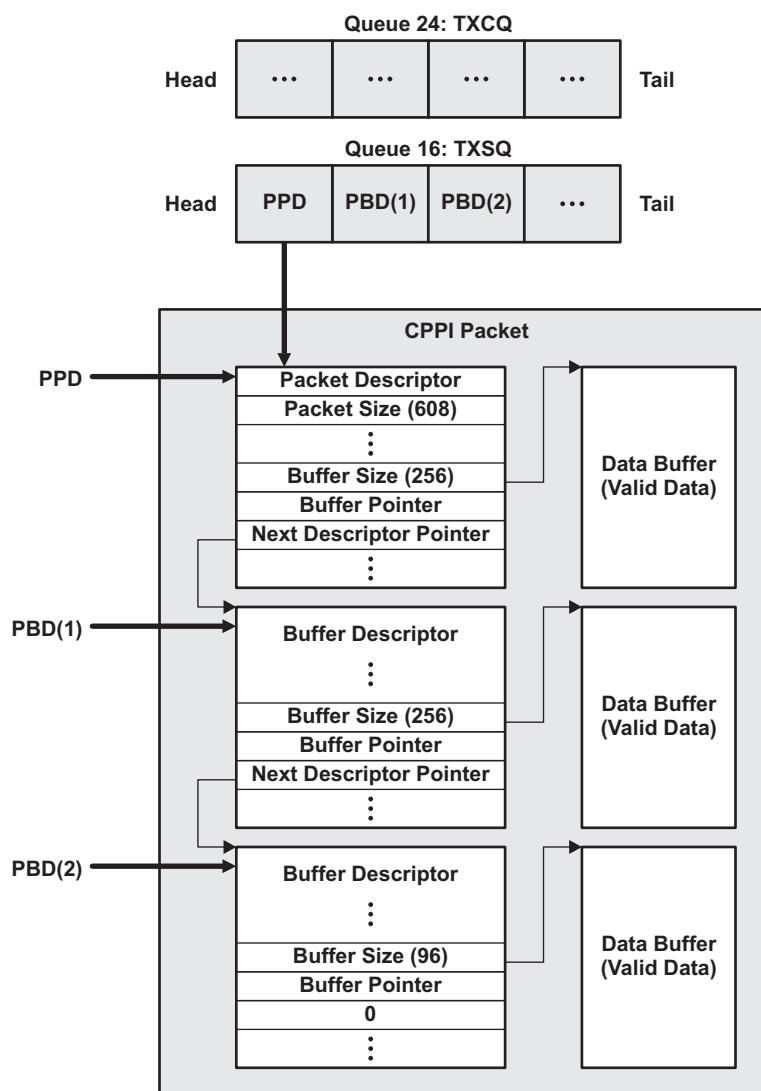 Queue 24: TXCQ
Head ••• ••• ••• ••• Tail
Queue 16: TXSQ
Head PPD PBD(1) PBD(2) ••• Tail
CPPI Packet
PPD
Packet Descriptor
Packet Size (608)
Buffer Size (256)
Buffer Pointer
Next Descriptor Pointer
Data Buffer
(Valid Data)
PBD(1)
Buffer Descriptor
Buffer Size (256)
Buffer Pointer
Next Descriptor Pointer
Data Buffer
(Valid Data)
PBD(2)
Buffer Descriptor
Buffer Size (96)
Buffer Pointer
0
Data Buffer
(Valid Data)